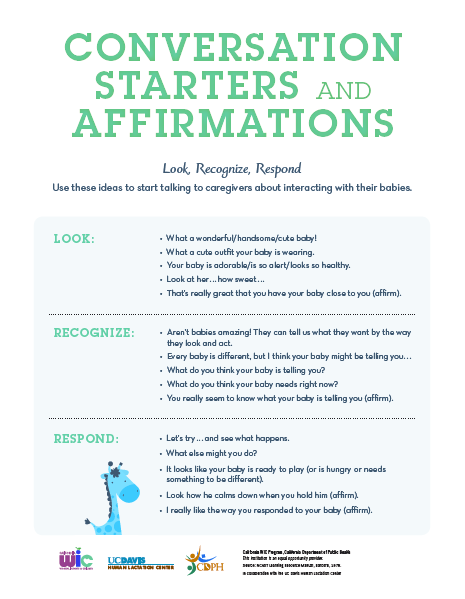 CONVERSATION
STARTERS AND
AFFIRMATIONS
Look, Recognize, Respond
Use these ideas to start talking to caregivers about interacting with their babies.
LOOK:
• What a wonderful/handsome/cute baby!
• What a cute outfit your baby is wearing.
• Your baby is adorable/is so alert/looks so healthy.
• Look at her...how sweet...
• That's really great that you have your baby close to you (affirm).
RECOGNIZE:
• Aren't babies amazing! They can tell us what they want by the way
they look and act.
• Every baby is different, but I think your baby might be telling you...
• What do you think your baby is telling you?
• What do you think your baby needs right now?
• You really seem to know what your baby is telling you (affirm).
RESPOND:
• Let's try...and see what happens.
• What else might you do?
• It looks like your baby is ready to play (or is hungry or needs
something to be different).
• Look how he calms down when you hold him (affirm).
• I really like the way you responded to your baby (affirm).
WIC
UC DAVIS
HUMAN LACTATION CENTER
CDPH
California WIC Program, California Department of Public Health
This institution is an equal opportunity provider.
In collaboration with the UC Davis Human Lactation Center